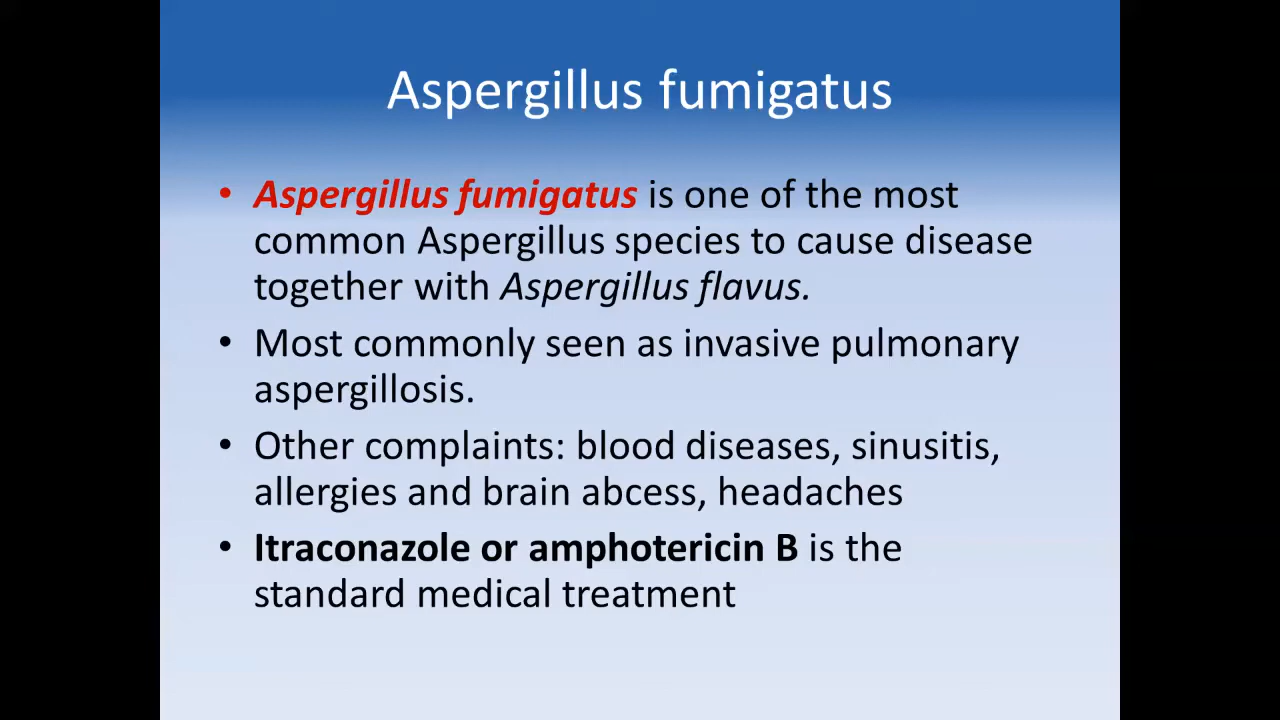 Aspergillus fumigatus
• Aspergillus fumigatus is one of the most
common Aspergillus species to cause disease
together with Aspergillus flavus.
• Most commonly seen as invasive pulmonary
aspergillosis.
• Other complaints: blood diseases, sinusitis,
allergies and brain abcess, headaches
• Itraconazole or amphotericin B is the
standard medical treatment